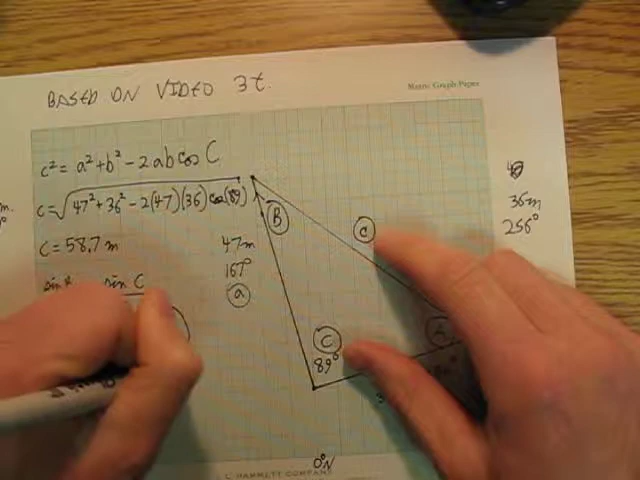 BASED ON VIDEO 3t.
Metric Graph Paper
c² = a² + b² - 2ab cos C
c = √47² + 36² - 2(47)(36) cos(89)
C = 58.7 m
sin C
47m
167°
a
B
c
C
89°
A
36m
256°
m.
0°N
HAMMETT COMPANY